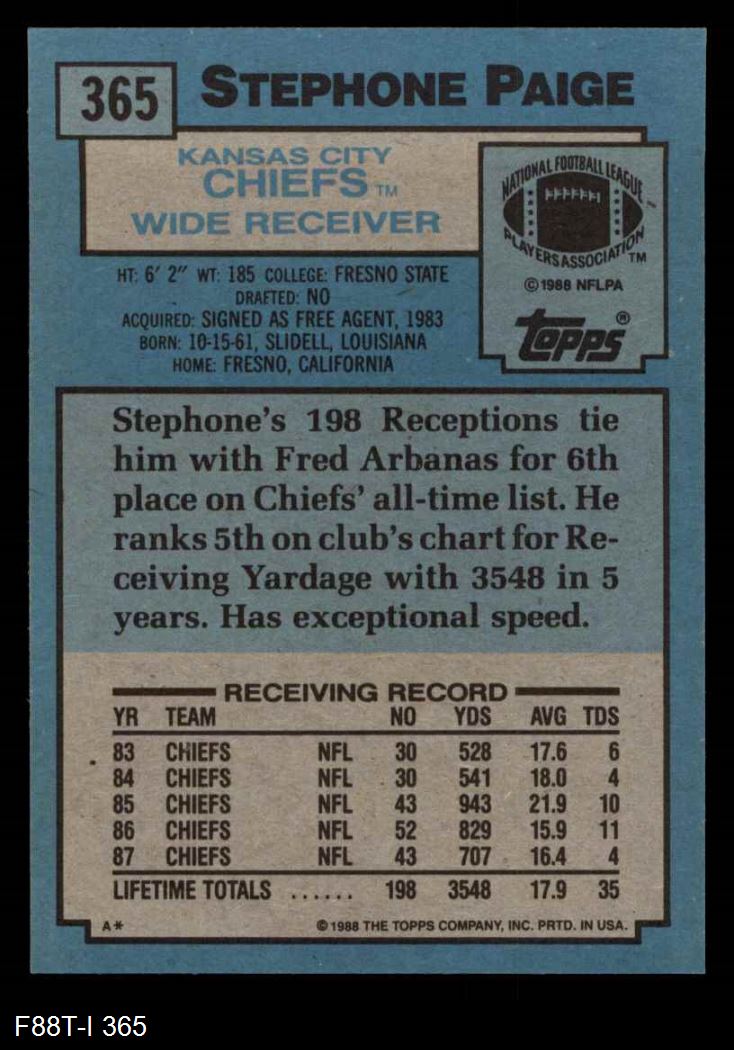 365
STEPHONE PAIGE
KANSAS CITY
CHIEFS TM
WIDE RECEIVER
NATIONAL FOOTBALL LEAGUE
PLAYERS ASSOCIATION TM
© 1988 NFLPA
Topps®
HT: 6' 2" WT: 185 COLLEGE: FRESNO STATE
DRAFTED: NO
ACQUIRED: SIGNED AS FREE AGENT, 1983
BORN: 10-15-61, SLIDELL, LOUISIANA
HOME: FRESNO, CALIFORNIA
Stephone's 198 Receptions tie
him with Fred Arbanas for 6th
place on Chiefs' all-time list. He
ranks 5th on club's chart for Re-
ceiving Yardage with 3548 in 5
years. Has exceptional speed.
RECEIVING RECORD
YR TEAM NO YDS AVG TDS
83 CHIEFS NFL 30 528 17.6 6
84 CHIEFS NFL 30 541 18.0 4
85 CHIEFS NFL 43 943 21.9 10
86 CHIEFS NFL 52 829 15.9 11
87 CHIEFS NFL 43 707 16.4 4
LIFETIME TOTALS ...... 198 3548 17.9 35
A* © 1988 THE TOPPS COMPANY, INC. PRTD. IN USA.
F88T-I 365